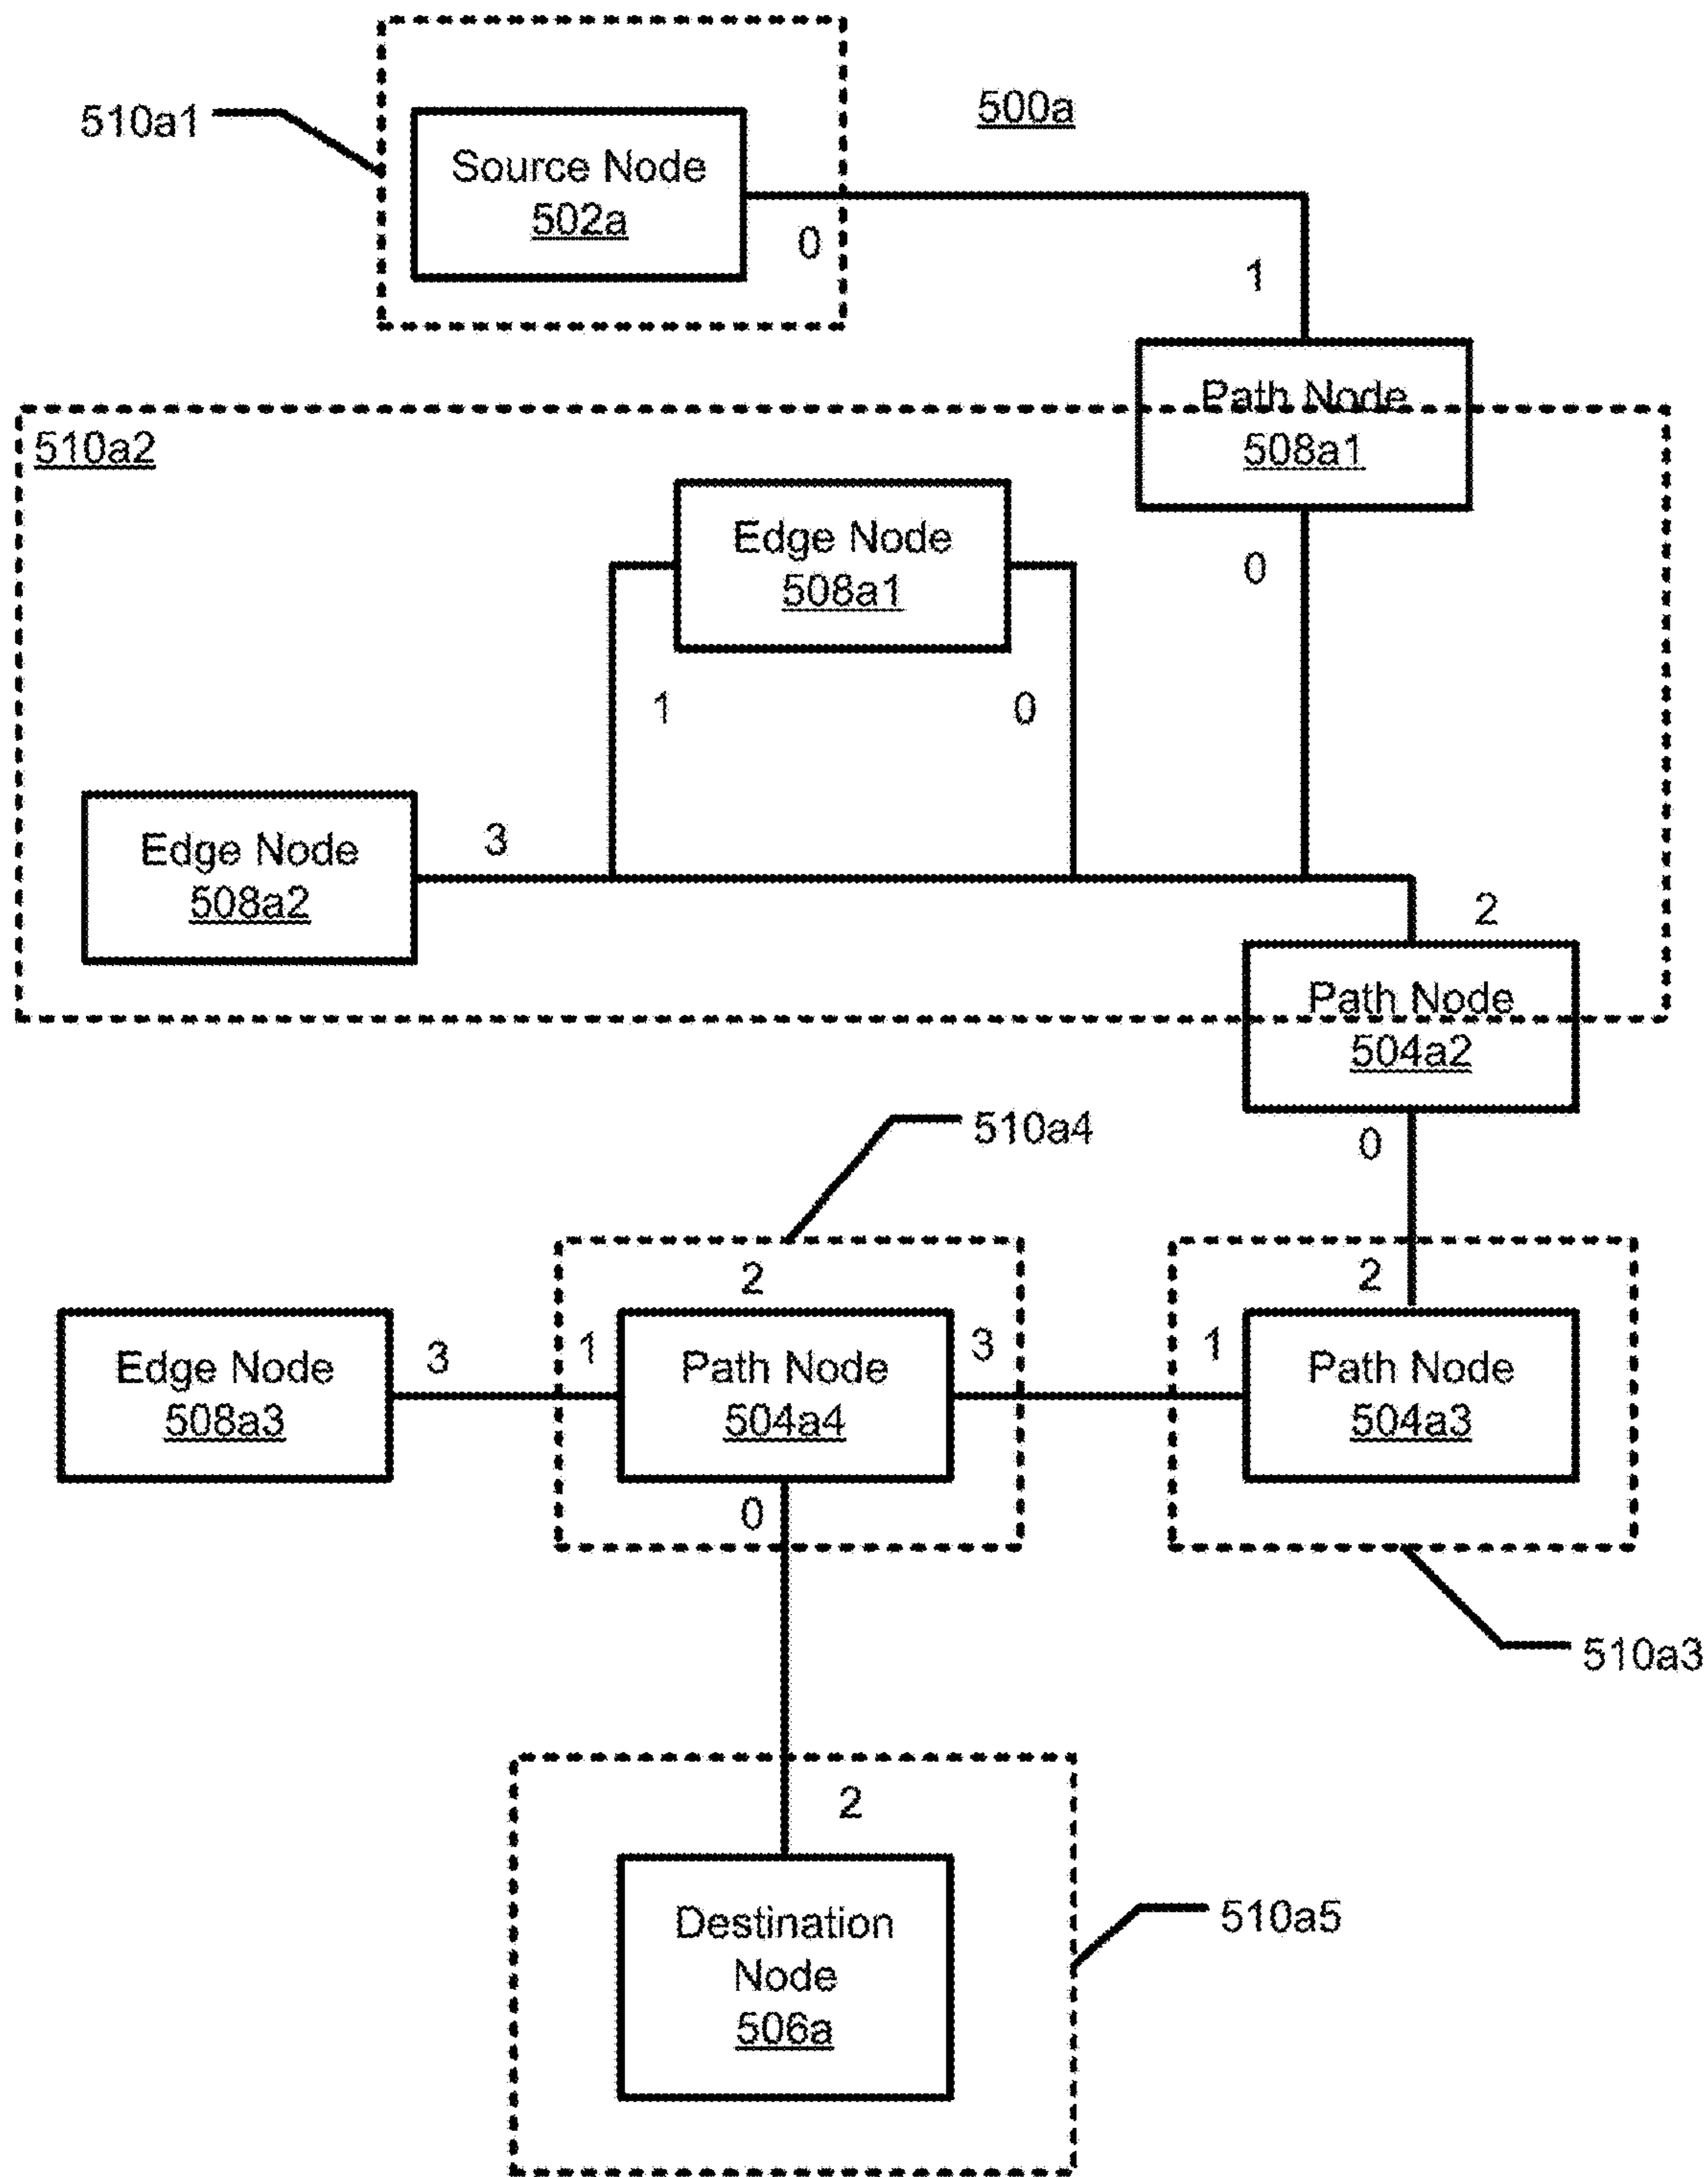 510a1
500a
Source Node
502a
0
1
Path Node
508a1
510a2
Edge Node
508a1
0
1
0
Edge Node
508a2
3
2
Path Node
504a2
0
510a4
2
2
Edge Node
508a3
3
1
Path Node
504a4
3
1
Path Node
504a3
0
510a3
2
Destination
Node
506a
510a5